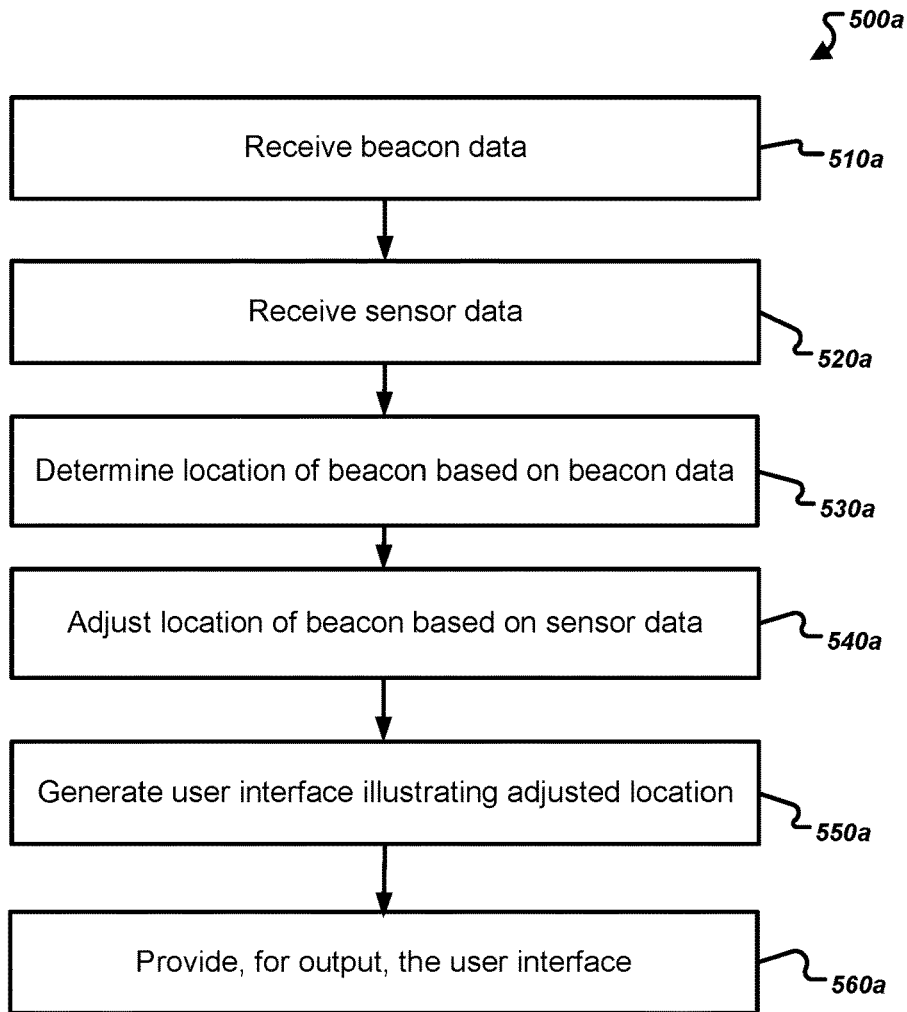 500a
Receive beacon data
510a
Receive sensor data
520a
Determine location of beacon based on beacon data
530a
Adjust location of beacon based on sensor data
540a
Generate user interface illustrating adjusted location
550a
Provide, for output, the user interface
560a